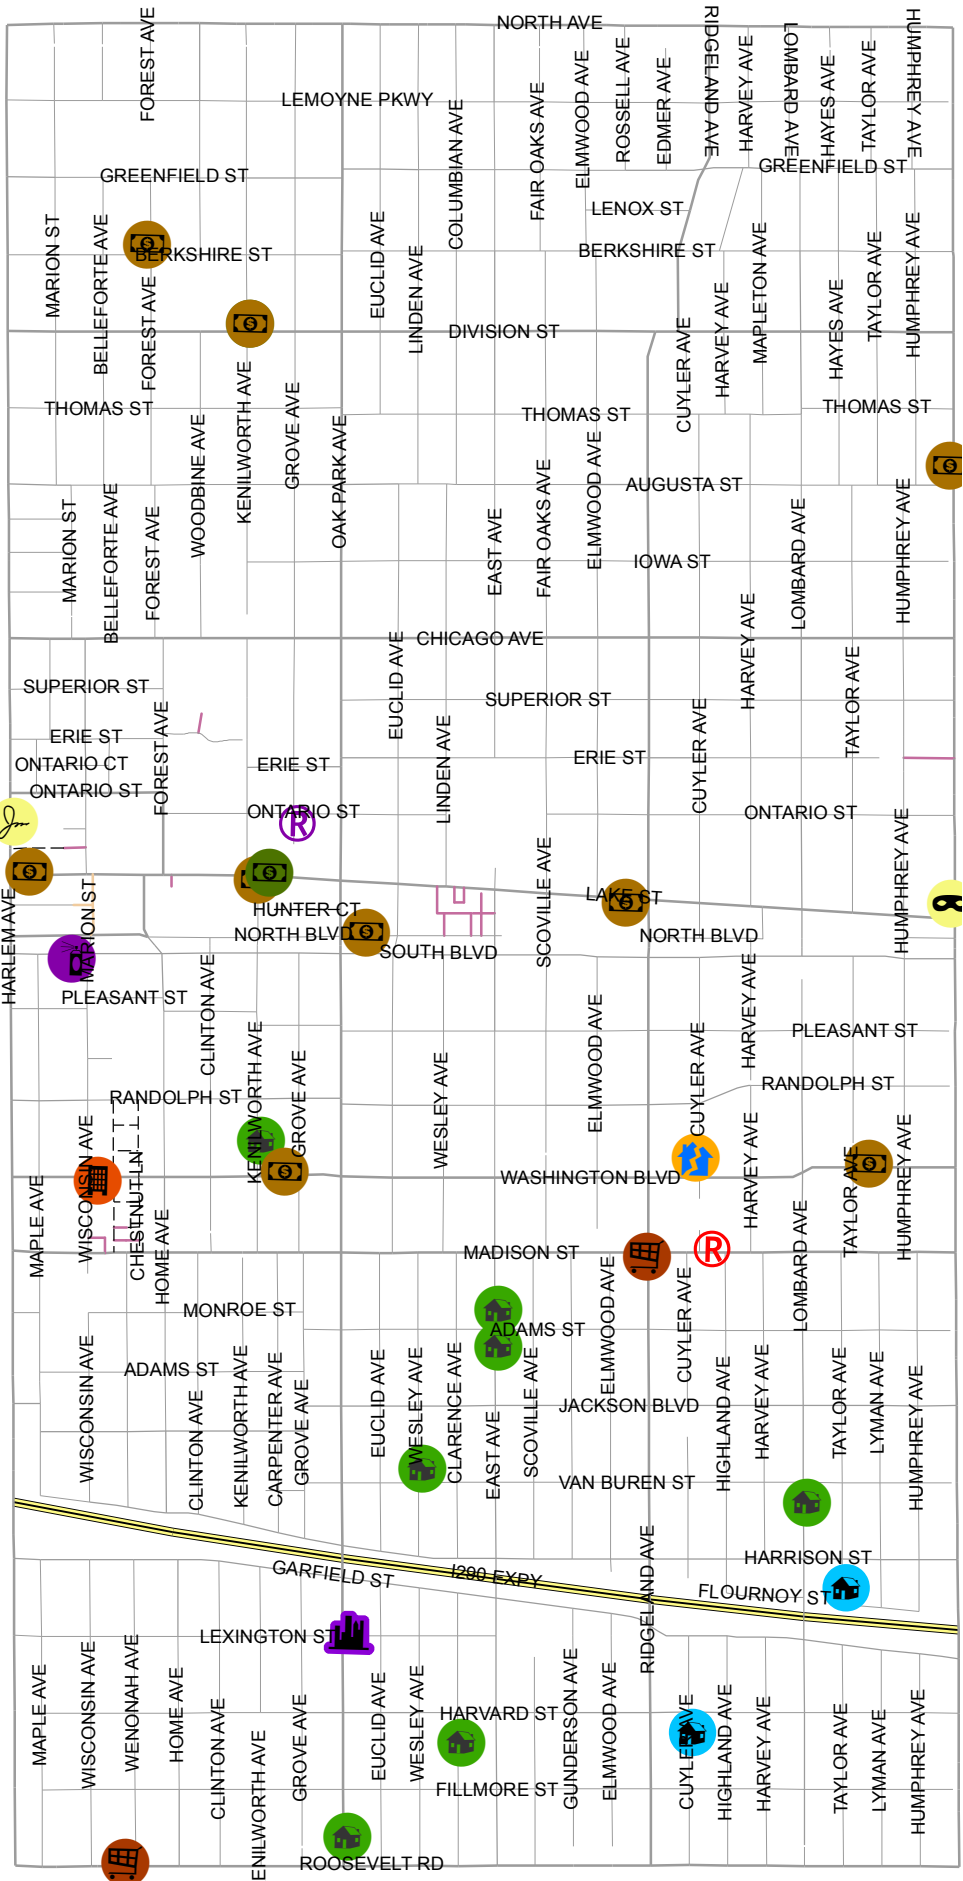 NORTH AVE
FOREST AVE
RIDGELAND AVE
HARVEY AVE
LOMBARD AVE
HAYES AVE
TAYLOR AVE
HUMPHREY AVE
ELMWOOD AVE
ROSSELL AVE
EDMER AVE
FAIR OAKS AVE
COLUMBIAN AVE
LEMOYNE PKWY
GREENFIELD ST
GREENFIELD ST
LENOX ST
BERKSHIRE ST
BERKSHIRE ST
MARION ST
BELLEFORTE AVE
FOREST AVE
EUCLID AVE
LINDEN AVE
CUYLER AVE
HARVEY AVE
MAPLETON AVE
HAYES AVE
TAYLOR AVE
HUMPHREY AVE
DIVISION ST
THOMAS ST
THOMAS ST
THOMAS ST
WOODBINE AVE
KENILWORTH AVE
GROVE AVE
OAK PARK AVE
AUGUSTA ST
MARION ST
BELLEFORTE AVE
FOREST AVE
EAST AVE
FAIR OAKS AVE
ELMWOOD AVE
IOWA ST
LOMBARD AVE
HUMPHREY AVE
HARVEY AVE
CHICAGO AVE
EUCLID AVE
SUPERIOR ST
SUPERIOR ST
TAYLOR AVE
CUYLER AVE
FOREST AVE
LINDEN AVE
ERIE ST
ERIE ST
ERIE ST
ONTARIO CT
ONTARIO ST
ONTARIO ST
ONTARIO ST
®
Jm
HUMPHREY AVE
SCOVILLE AVE
LAKE ST
HARLEM AVE
MARION ST
HUNTER CT
NORTH BLVD
NORTH BLVD
SOUTH BLVD
PLEASANT ST
PLEASANT ST
CLINTON AVE
HARVEY AVE
ELMWOOD AVE
CUYLER AVE
KENILWORTH AVE
GROVE AVE
WESLEY AVE
RANDOLPH ST
RANDOLPH ST
WASHINGTON BLVD
MAPLE AVE
WISCONSIN AVE
CHESTNUT LN
HOME AVE
HARVEY AVE
LOMBARD AVE
TAYLOR AVE
HUMPHREY AVE
MADISON ST
®
MONROE ST
ADAMS ST
ADAMS ST
ELMWOOD AVE
CUYLER AVE
WISCONSIN AVE
CLINTON AVE
KENILWORTH AVE
CARPENTER AVE
GROVE AVE
EUCLID AVE
WESLEY AVE
CLARENCE AVE
EAST AVE
SCOVILLE AVE
JACKSON BLVD
HIGHLAND AVE
HARVEY AVE
TAYLOR AVE
LYMAN AVE
HUMPHREY AVE
VAN BUREN ST
HARRISON ST
GARFIELD ST
I290 EXPY
RIDGELAND AVE
FLOURNOY ST
LEXINGTON ST
MAPLE AVE
WISCONSIN AVE
WENONAH AVE
HOME AVE
CLINTON AVE
ENILWORTH AVE
GROVE AVE
EUCLID AVE
WESLEY AVE
HARVARD ST
GUNDERSON AVE
ELMWOOD AVE
CUYLER AVE
HIGHLAND AVE
HARVEY AVE
TAYLOR AVE
LYMAN AVE
HUMPHREY AVE
FILLMORE ST
ROOSEVELT RD